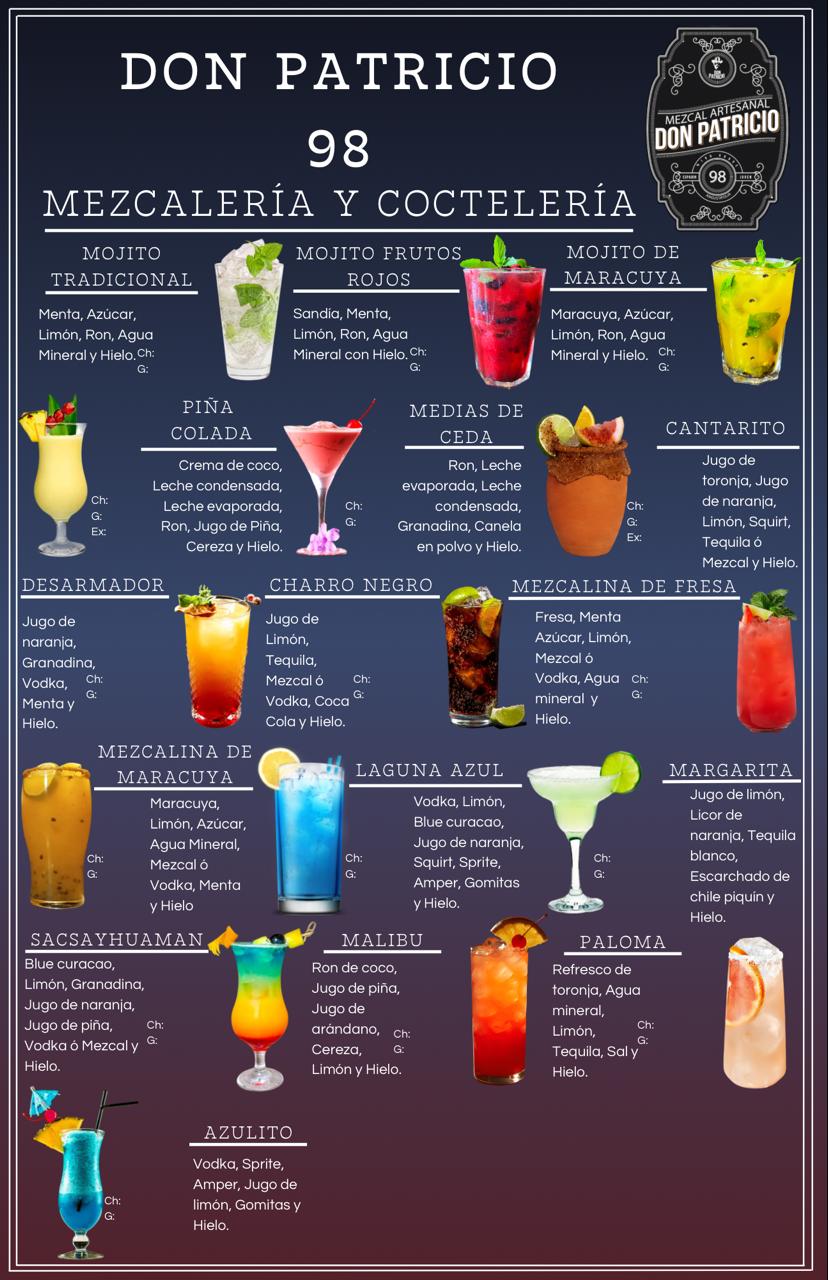 DON PATRICIO
98
MEZCALERÍA Y COCTELERÍA
MEZCAL ARTESANAL
DON PATRICIO
98
MOJITO
TRADICIONAL
Menta, Azúcar,
Limón, Ron, Agua
Mineral y Hielo.
Ch:
G:
MOJITO FRUTOS
ROJOS
Sandía, Menta,
Limón, Ron, Agua
Mineral con Hielo.
Ch:
G:
MOJITO DE
MARACUYA
Maracuya, Azúcar,
Limón, Ron, Agua
Mineral y Hielo.
Ch:
G:
PIÑA
COLADA
Crema de coco,
Leche condensada,
Leche evaporada,
Ron, Jugo de Piña,
Cereza y Hielo.
Ch:
G:
Ex:
MEDIAS DE
CEDA
Ron, Leche
evaporada, Leche
condensada,
Granadina, Canela
en polvo y Hielo.
Ch:
G:
CANTARITO
Jugo de
toronja, Jugo
de naranja,
Limón, Squirt,
Tequila ó
Mezcal y Hielo.
Ch:
G:
Ex:
DESARMADOR
Jugo de
naranja,
Granadina,
Vodka,
Menta y
Hielo.
Ch:
G:
CHARRO NEGRO
Jugo de
Limón,
Tequila,
Mezcal ó
Vodka, Coca
Cola y Hielo.
Ch:
G:
MEZCALINA DE FRESA
Fresa, Menta
Azúcar, Limón,
Mezcal ó
Vodka, Agua
mineral y
Hielo.
Ch:
G:
MEZCALINA DE
MARACUYA
Maracuya,
Limón, Azúcar,
Agua Mineral,
Mezcal ó
Vodka, Menta
y Hielo
Ch:
G:
LAGUNA AZUL
Vodka, Limón,
Blue curacao,
Jugo de naranja,
Squirt, Sprite,
Amper, Gomitas
y Hielo.
Ch:
G:
MARGARITA
Jugo de limón,
Licor de
naranja, Tequila
blanco,
Escarchado de
chile piquín y
Hielo.
Ch:
G:
SACSAYHUAMAN
Blue curacao,
Limón, Granadina,
Jugo de naranja,
Jugo de piña,
Vodka ó Mezcal y
Hielo.
Ch:
G:
MALIBU
Ron de coco,
Jugo de piña,
Jugo de
arándano,
Cereza,
Limón y Hielo.
Ch:
G:
PALOMA
Refresco de
toronja, Agua
mineral,
Limón,
Tequila, Sal y
Hielo.
Ch:
G:
AZULITO
Vodka, Sprite,
Amper, Jugo de
limón, Gomitas y
Hielo.
Ch:
G: